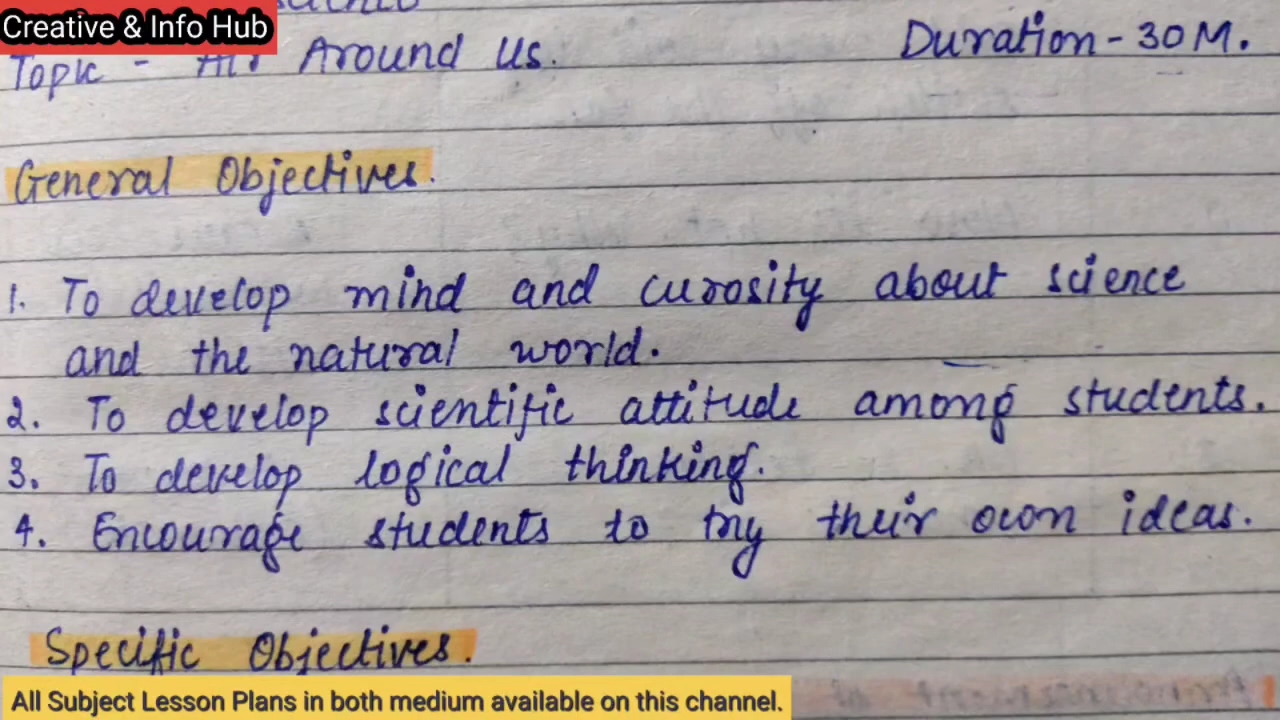 Creative & Info Hub
Topic - Air Around Us.
Duration - 30M.
General Objectives.
1. To develop mind and curosity about science
and the natural world.
2. To develop scientific attitude among students.
3. To develop logical thinking.
4. Encourage students to try their own ideas.
Specific Objectives.
All Subject Lesson Plans in both medium available on this channel.